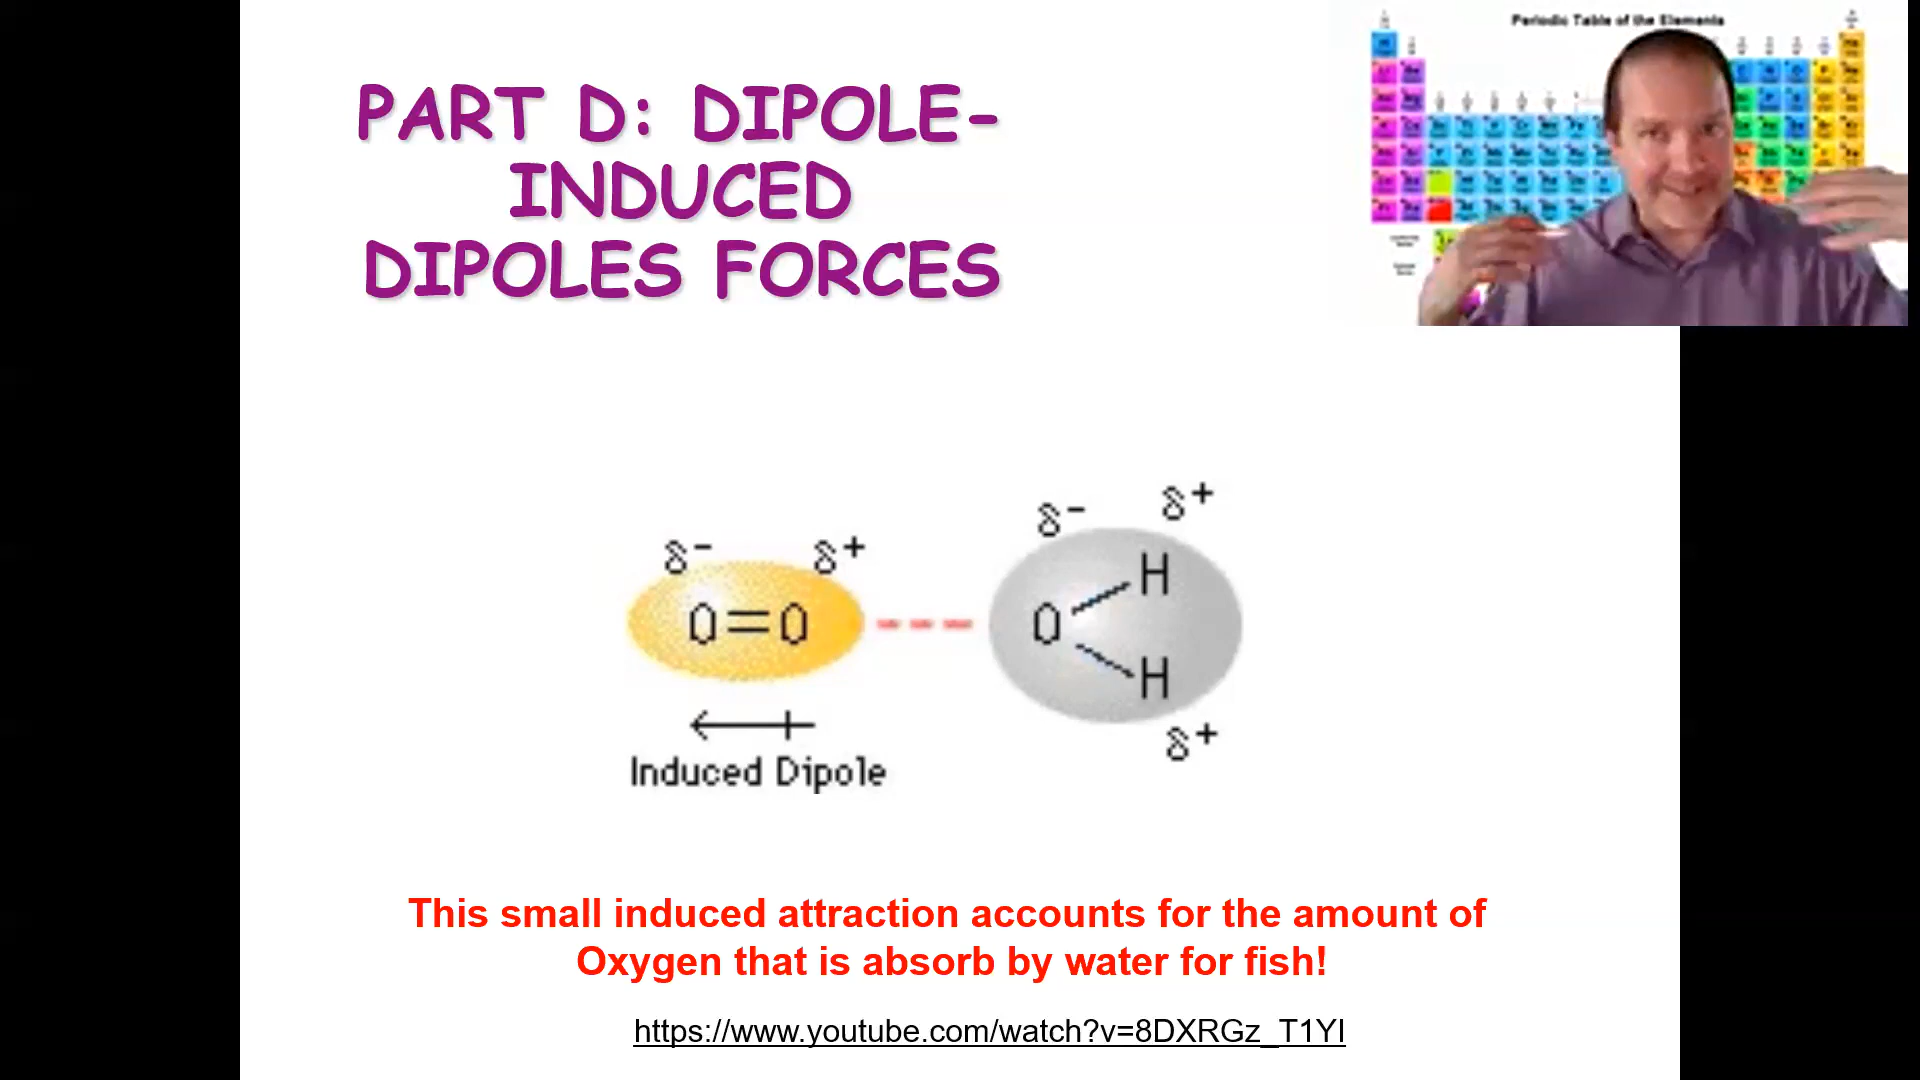 Periodic Table of the Elements
PART D: DIPOLE-
INDUCED
DIPOLES FORCES
δ- δ+
O=O
Induced Dipole
δ- δ+
H
O
H
δ+
This small induced attraction accounts for the amount of
Oxygen that is absorb by water for fish!
https://www.youtube.com/watch?v=8DXRGz_T1YI